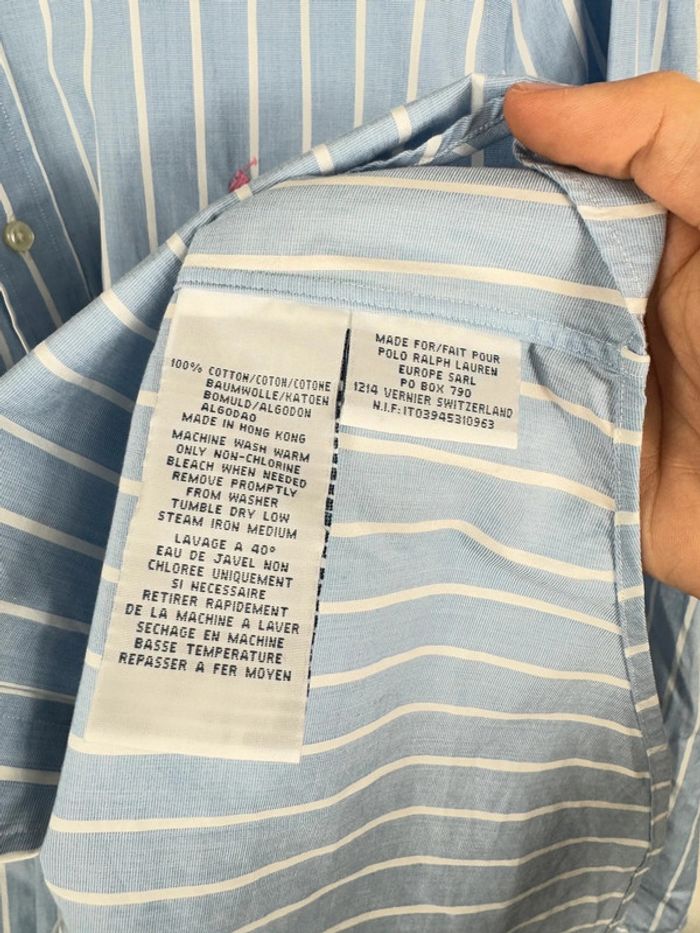 100% COTTON/COTON/COTONE
BAUMWOLLE/KATOEN
BOMULD/ALGODON
ALGODAO
MADE IN HONG KONG
MACHINE WASH WARM
ONLY NON-CHLORINE
BLEACH WHEN NEEDED
REMOVE PROMPTLY
FROM WASHER
TUMBLE DRY LOW
STEAM IRON MEDIUM
LAVAGE A 40°
EAU DE JAVEL NON
CHLOREE UNIQUEMENT
SI NECESSAIRE
RETIRER RAPIDEMENT
DE LA MACHINE A LAVER
SECHAGE EN MACHINE
BASSE TEMPERATURE
REPASSER A FER MOYEN
MADE FOR/FAIT POUR
POLO RALPH LAUREN
EUROPE SARL
PO BOX 790
1214 VERNIER SWITZERLAND
N.I.F:IT03945310963